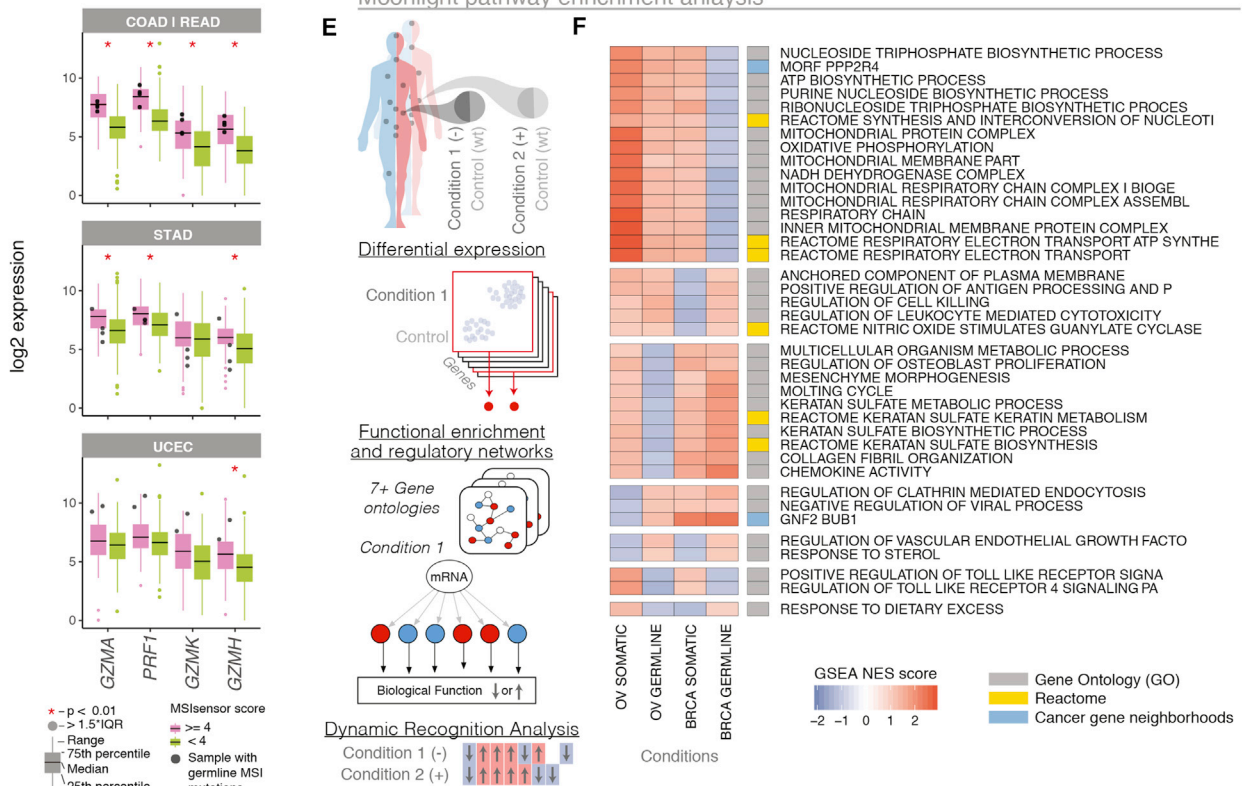 Moonlight pathway enrichment anlaysis
COAD | READ
*
*
*
*
10
5
0
STAD
*
*
*
10
5
0
UCEC
*
10
5
0
log2 expression
GZMA
PRF1
GZMK
GZMH
* - p < 0.01
> 1.5*IQR
Range
75th percentile
Median
25th percentile
MSIsensor score
>= 4
< 4
Sample with
germline MSI
mutations
E
Condition 1 (-)
Control (wt)
Condition 2 (+)
Control (wt)
Differential expression
Condition 1
Control
Genes
Functional enrichment
and regulatory networks
7+ Gene
ontologies
Condition 1
mRNA
Biological Function ↓ or ↑
Dynamic Recognition Analysis
Condition 1 (-) ↓ ↑ ↑ ↑ ↓ ↑ ↓
Condition 2 (+) ↓ ↑ ↑ ↑ ↑ ↓ ↓
F
NUCLEOSIDE TRIPHOSPHATE BIOSYNTHETIC PROCESS
MORF PPP2R4
ATP BIOSYNTHETIC PROCESS
PURINE NUCLEOSIDE BIOSYNTHETIC PROCESS
RIBONUCLEOSIDE TRIPHOSPHATE BIOSYNTHETIC PROCES
REACTOME SYNTHESIS AND INTERCONVERSION OF NUCLEOTI
MITOCHONDRIAL PROTEIN COMPLEX
OXIDATIVE PHOSPHORYLATION
MITOCHONDRIAL MEMBRANE PART
NADH DEHYDROGENASE COMPLEX
MITOCHONDRIAL RESPIRATORY CHAIN COMPLEX I BIOGE
MITOCHONDRIAL RESPIRATORY CHAIN COMPLEX ASSEMBL
RESPIRATORY CHAIN
INNER MITOCHONDRIAL MEMBRANE PROTEIN COMPLEX
REACTOME RESPIRATORY ELECTRON TRANSPORT ATP SYNTHE
REACTOME RESPIRATORY ELECTRON TRANSPORT
ANCHORED COMPONENT OF PLASMA MEMBRANE
POSITIVE REGULATION OF ANTIGEN PROCESSING AND P
REGULATION OF CELL KILLING
REGULATION OF LEUKOCYTE MEDIATED CYTOTOXICITY
REACTOME NITRIC OXIDE STIMULATES GUANYLATE CYCLASE
MULTICELLULAR ORGANISM METABOLIC PROCESS
REGULATION OF OSTEOBLAST PROLIFERATION
MESENCHYME MORPHOGENESIS
MOLTING CYCLE
KERATAN SULFATE METABOLIC PROCESS
REACTOME KERATAN SULFATE KERATIN METABOLISM
KERATAN SULFATE BIOSYNTHETIC PROCESS
REACTOME KERATAN SULFATE BIOSYNTHESIS
COLLAGEN FIBRIL ORGANIZATION
CHEMOKINE ACTIVITY
REGULATION OF CLATHRIN MEDIATED ENDOCYTOSIS
NEGATIVE REGULATION OF VIRAL PROCESS
GNF2 BUB1
REGULATION OF VASCULAR ENDOTHELIAL GROWTH FACTO
RESPONSE TO STEROL
POSITIVE REGULATION OF TOLL LIKE RECEPTOR SIGNA
REGULATION OF TOLL LIKE RECEPTOR 4 SIGNALING PA
RESPONSE TO DIETARY EXCESS
OV SOMATIC
OV GERMLINE
BRCA SOMATIC
BRCA GERMLINE
Conditions
GSEA NES score
−2 −1 0 1 2
Gene Ontology (GO)
Reactome
Cancer gene neighborhoods